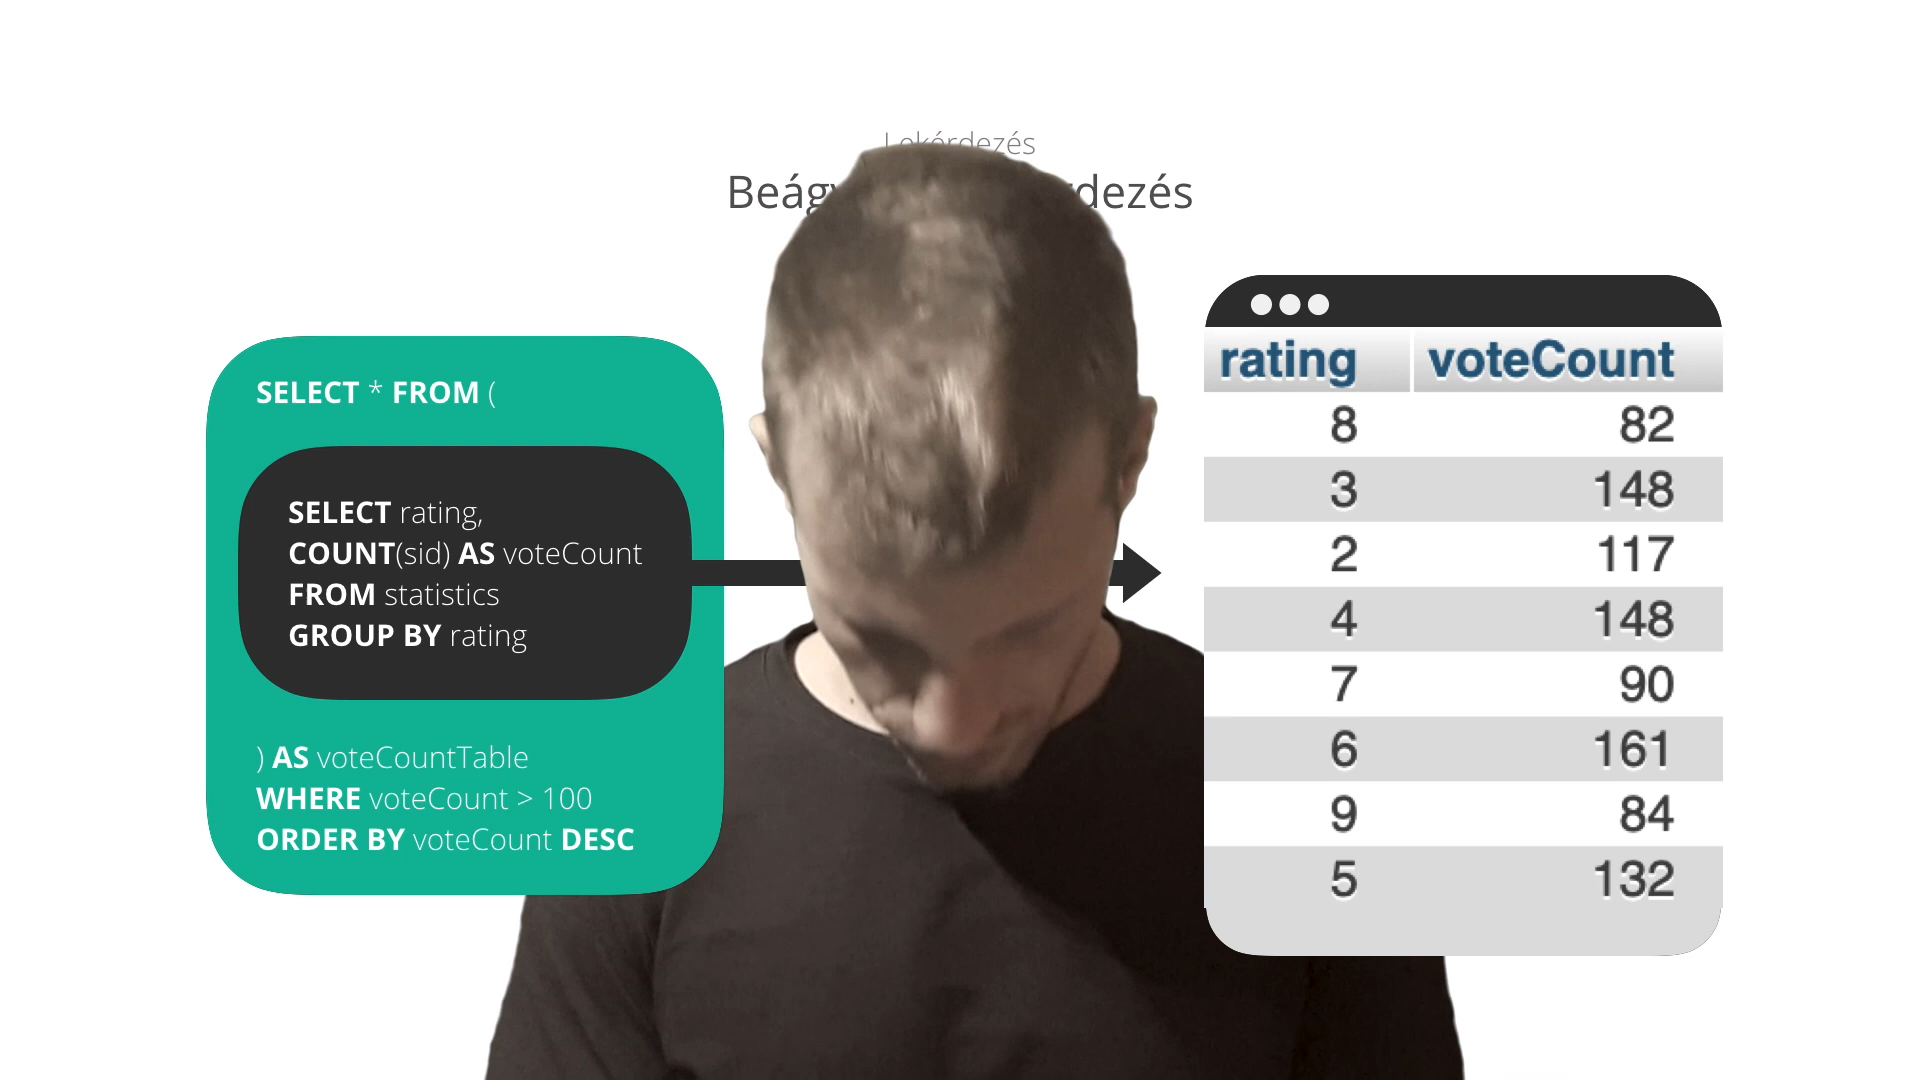 Lekérdezés
SELECT * FROM (
SELECT rating,
COUNT(sid) AS voteCount
FROM statistics
GROUP BY rating
) AS voteCountTable
WHERE voteCount > 100
ORDER BY voteCount DESC
rating voteCount
8 82
3 148
2 117
4 148
7 90
6 161
9 84
5 132